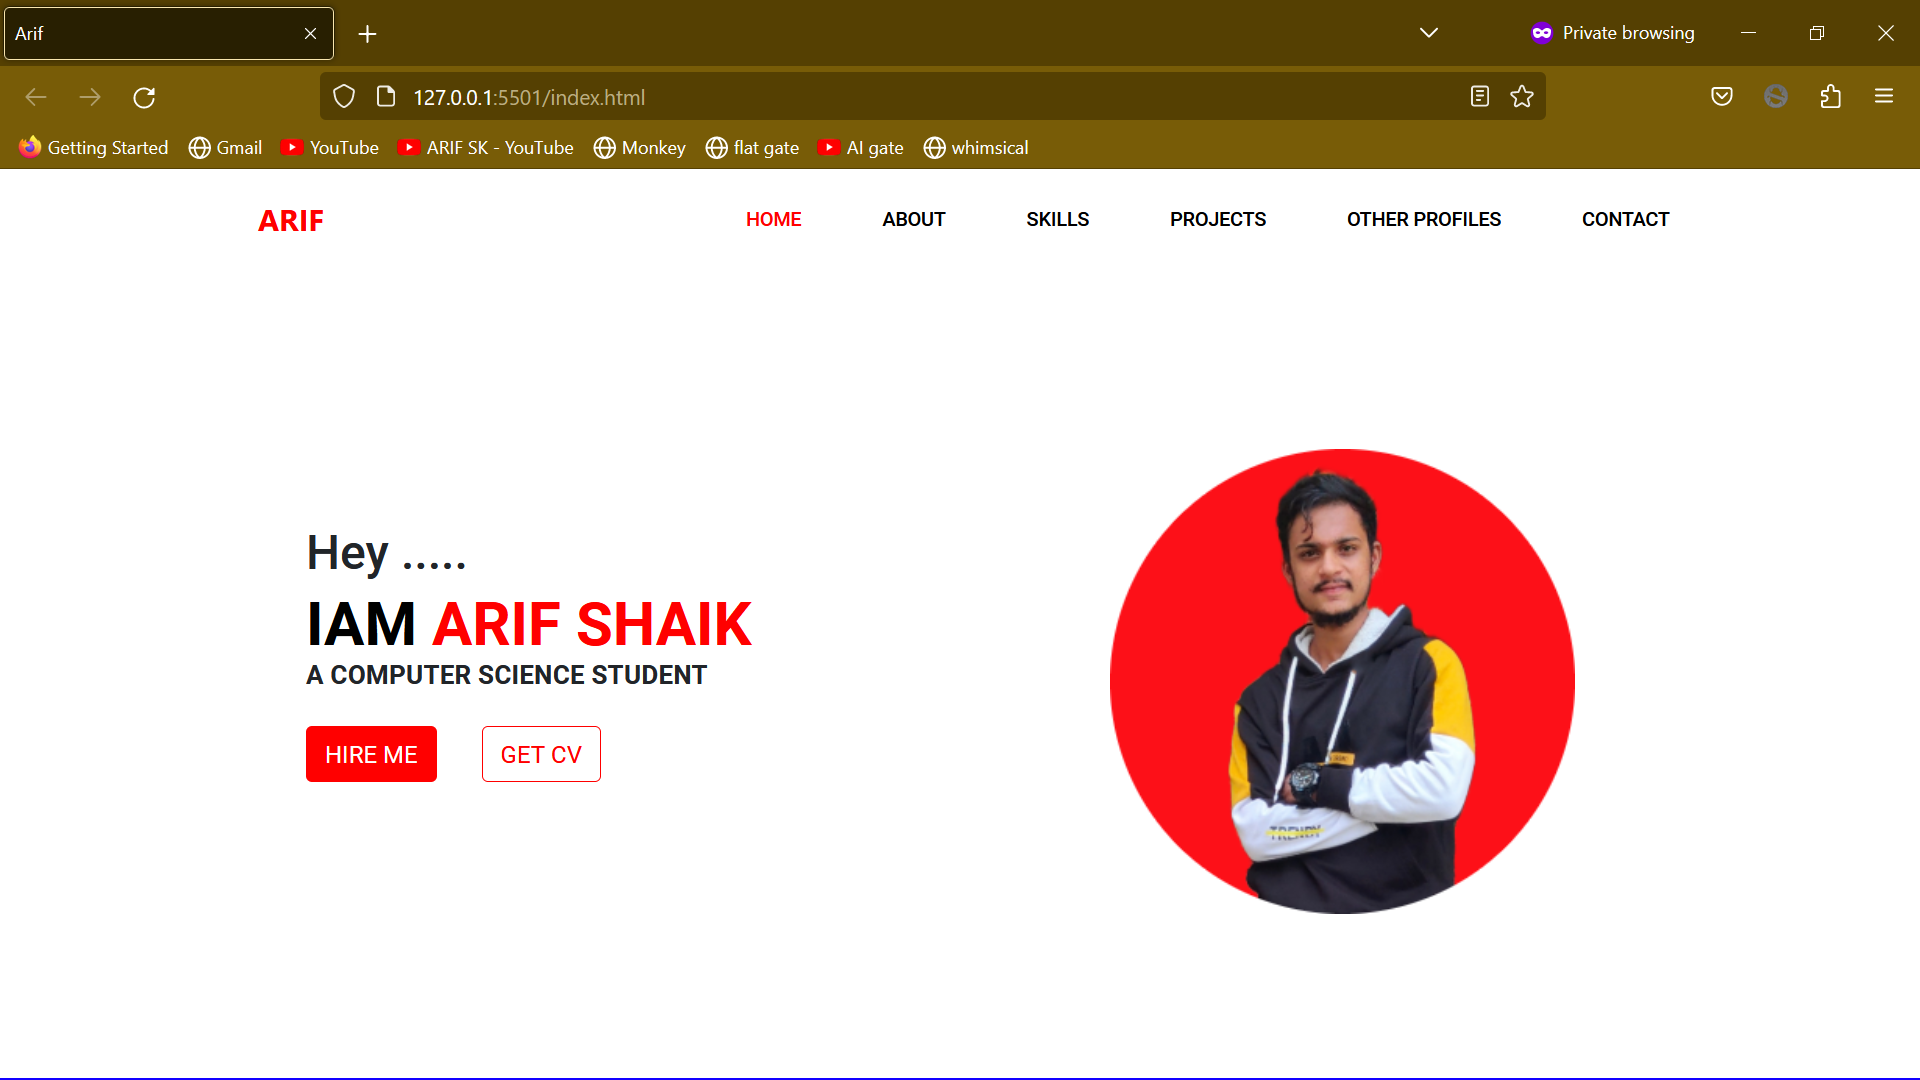 Arif
Private browsing
127.0.0.1:5501/index.html
Getting Started Gmail YouTube ARIF SK - YouTube Monkey flat gate AI gate whimsical
ARIF HOME ABOUT SKILLS PROJECTS OTHER PROFILES CONTACT
Hey .....
IAM ARIF SHAIK
A COMPUTER SCIENCE STUDENT
HIRE ME GET CV
TRENDY